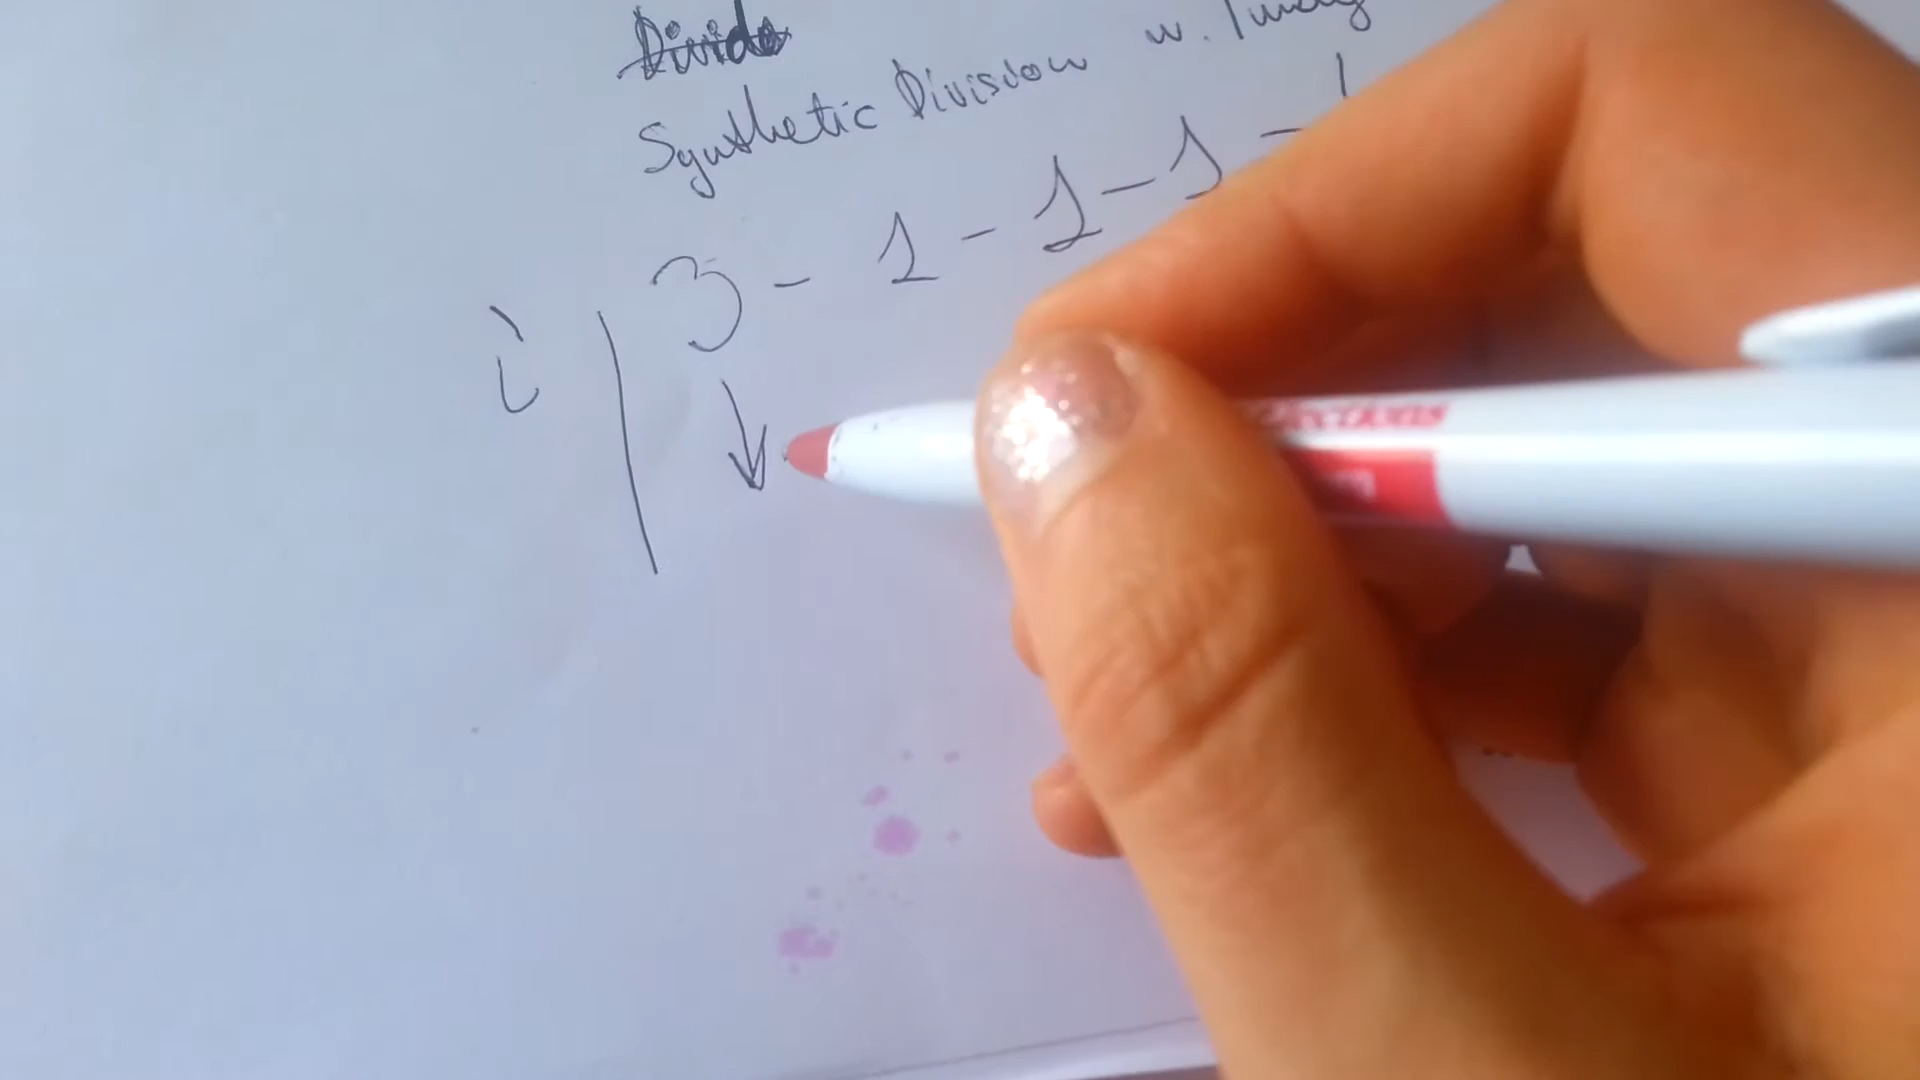 Divide
Synthetic Division w.
3 - 1 - 1 - 1 -
i